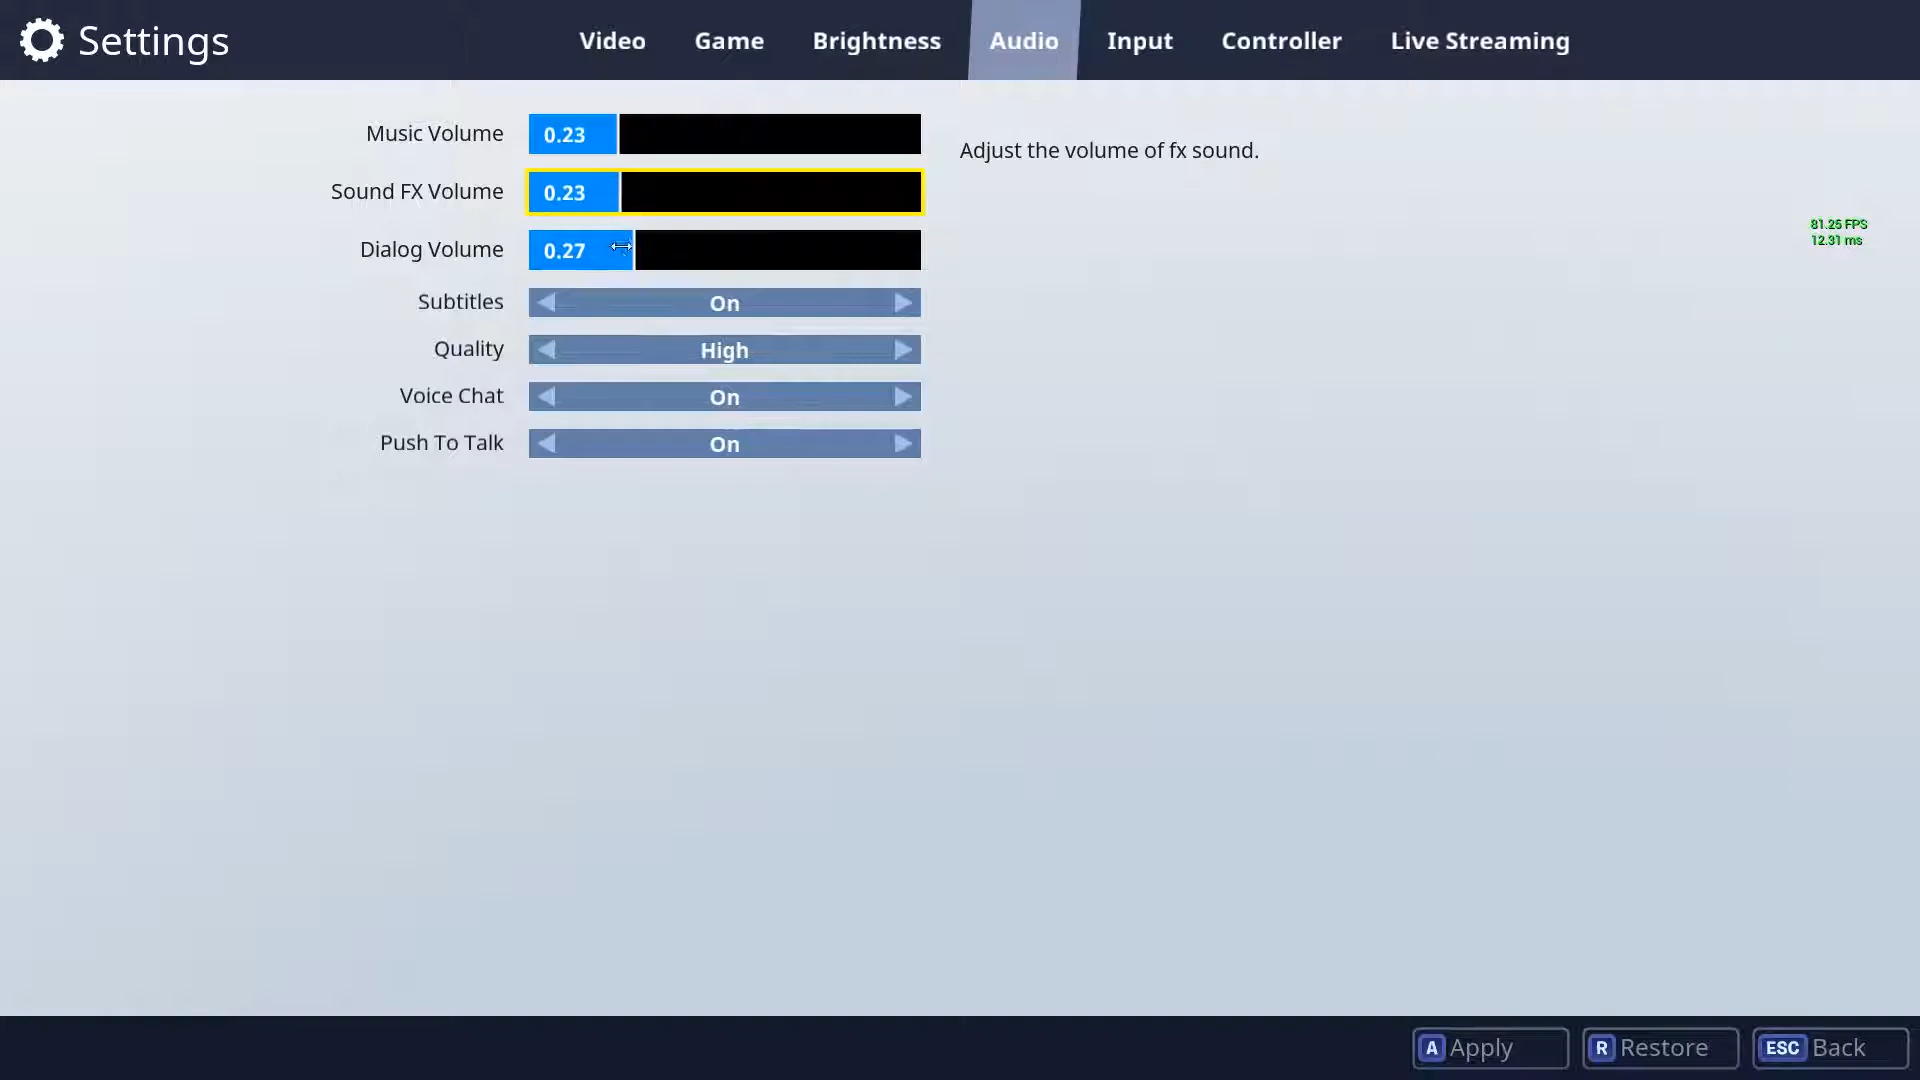 Settings
Video Game Brightness Audio Input Controller Live Streaming
Music Volume 0.23
Adjust the volume of fx sound.
Sound FX Volume 0.23
81.25 FPS
12.31 ms
Dialog Volume 0.27
Subtitles On
Quality High
Voice Chat On
Push To Talk On
A Apply R Restore ESC Back